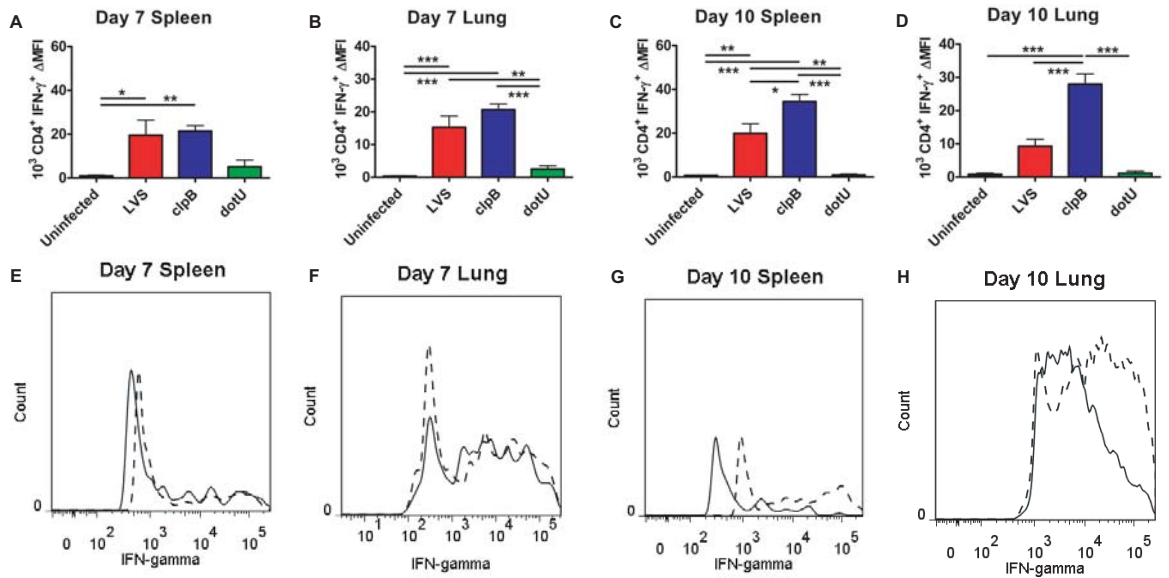 A
Day 7 Spleen
10³ CD4⁺ IFN-γ⁺ ΔMFI
60
40
20
0
*
**
Uninfected
LVS
clpB
dotU
B
Day 7 Lung
10³ CD4⁺ IFN-γ⁺ ΔMFI
40
30
20
10
0
***
***
**
***
Uninfected
LVS
clpB
dotU
C
Day 10 Spleen
10³ CD4⁺ IFN-γ⁺ ΔMFI
60
40
20
0
**
***
**
*
***
Uninfected
LVS
clpB
dotU
D
Day 10 Lung
10³ CD4⁺ IFN-γ⁺ ΔMFI
40
30
20
10
0
***
***
***
Uninfected
LVS
clpB
dotU
E
Day 7 Spleen
Count
0
0 10² 10³ 10⁴ 10⁵
IFN-gamma
F
Day 7 Lung
Count
0
1
10 10² 10³ 10⁴ 10⁵
IFN-gamma
G
Day 10 Spleen
Count
0
0 10² 10³ 10⁴ 10⁵
IFN-gamma
H
Day 10 Lung
Count
0
0 10² 10³ 10⁴ 10⁵
IFN-gamma